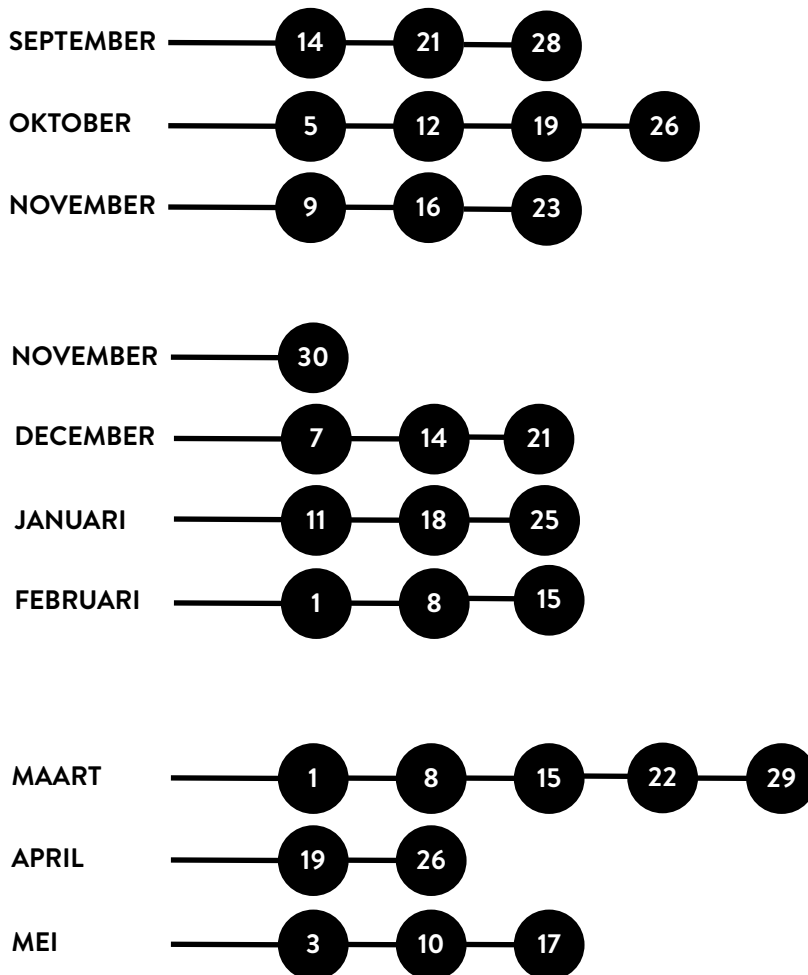 SEPTEMBER 14 21 28
OKTOBER 5 12 19 26
NOVEMBER 9 16 23
NOVEMBER 30
DECEMBER 7 14 21
JANUARI 11 18 25
FEBRUARI 1 8 15
MAART 1 8 15 22 29
APRIL 19 26
MEI 3 10 17